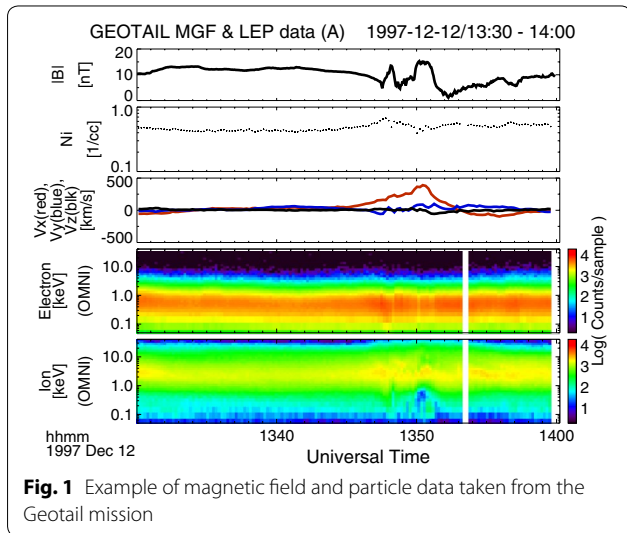 GEOTAIL MGF & LEP data (A) 1997-12-12/13:30 - 14:00
|B|
[nT]
20
10
0
Ni
[1/cc]
1.0
0.1
Vx(red),
Vy(blue),
Vz(blk)
[km/s]
500
0
-500
Electron
[keV]
(OMNI)
10.0
1.0
0.1
Ion
[keV]
(OMNI)
10.0
1.0
0.1
4
3
2
1
4
3
2
1
Log( Counts/sample )
hhmm
1997 Dec 12
1340
1350
1400
Universal Time
Fig. 1 Example of magnetic field and particle data taken from the
Geotail mission